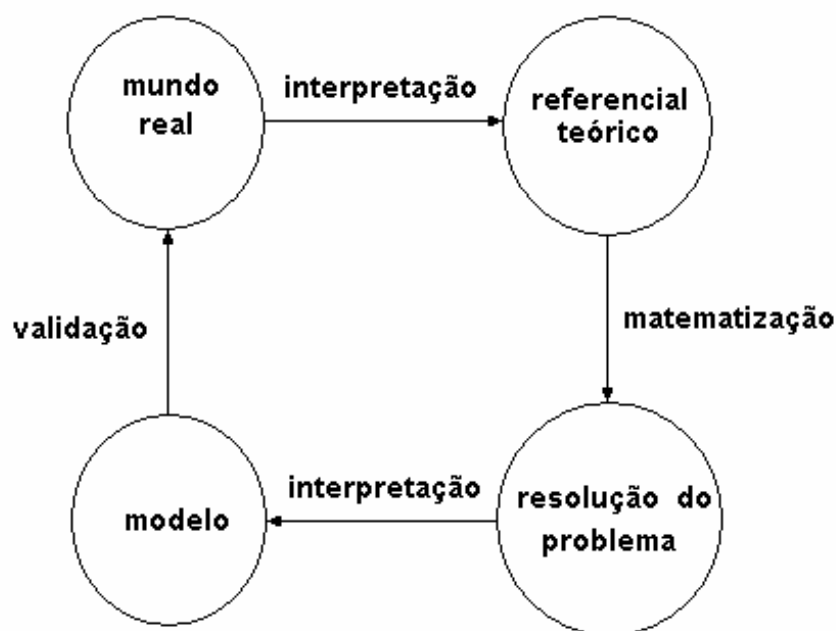 mundo
real
interpretação
referencial
teórico
validação
matematização
modelo
interpretação
resolução do
problema